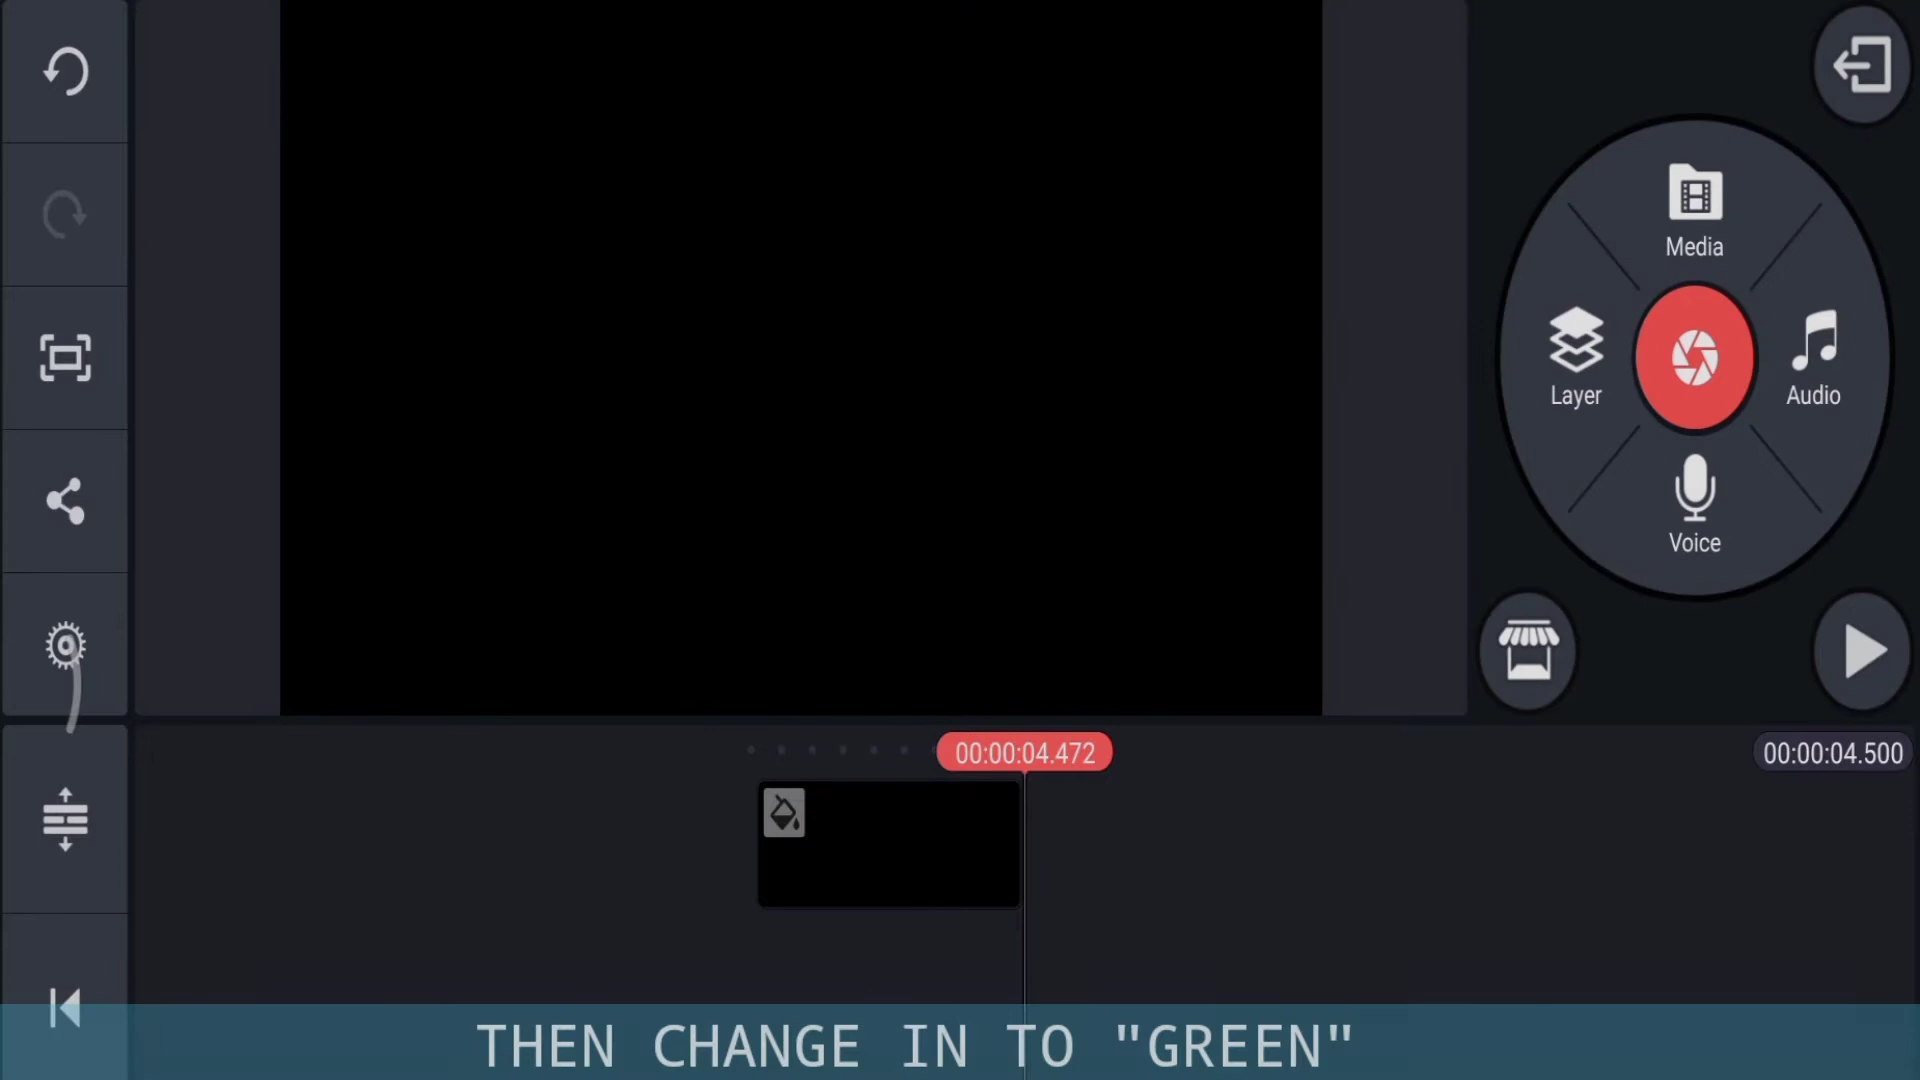 Media
Layer
Audio
Voice
00:00:04.472
00:00:04.500
THEN CHANGE IN TO "GREEN"